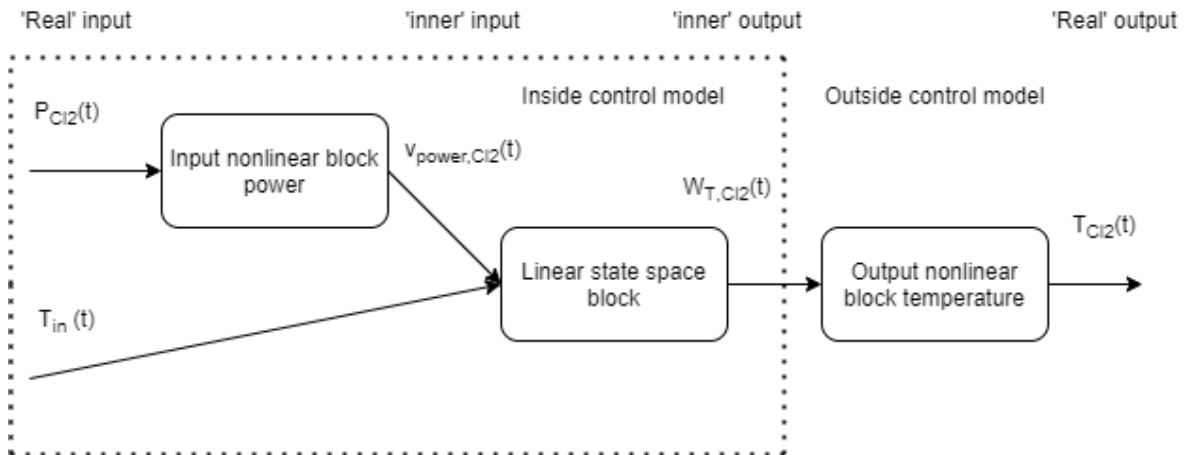 'Real' input
'inner' input
'inner' output
'Real' output
Inside control model
Outside control model
P_Cl2(t)
Input nonlinear block
power
v_power,Cl2(t)
W_T,Cl2(t)
T_in (t)
Linear state space
block
Output nonlinear
block temperature
T_Cl2(t)